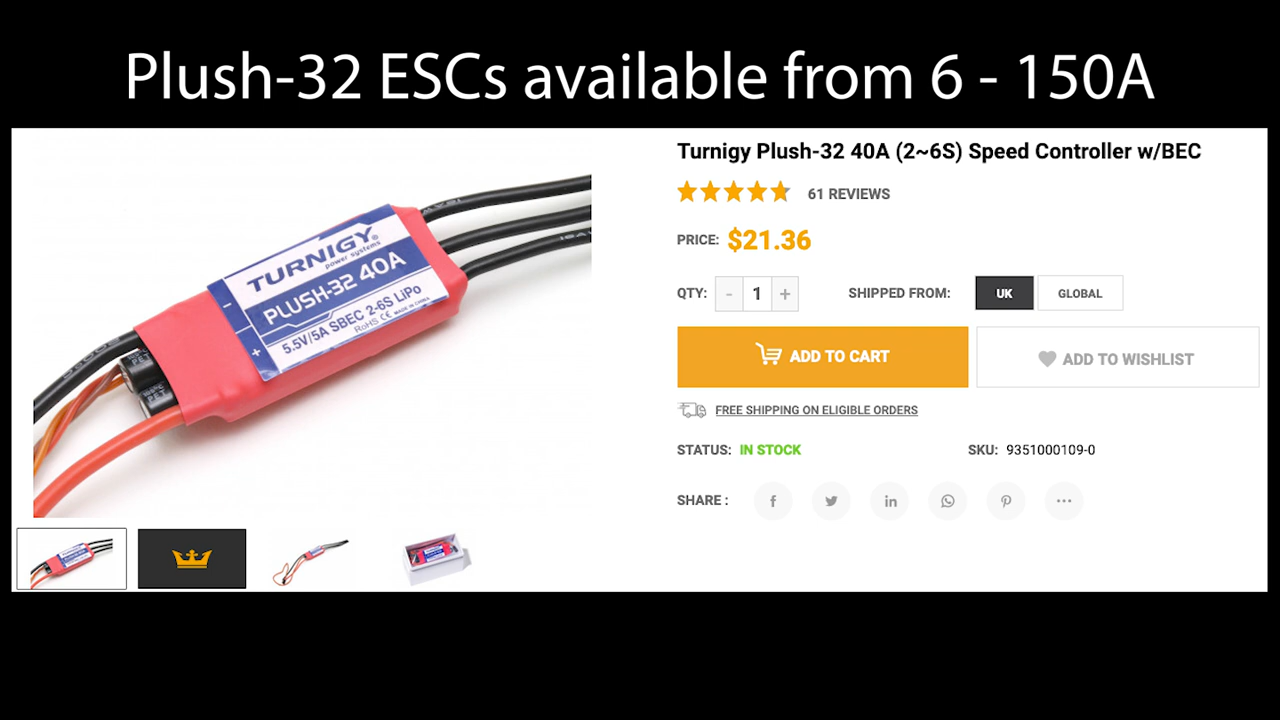 Plush-32 ESCs available from 6 - 150A
Turnigy Plush-32 40A (2~6S) Speed Controller w/BEC
61 REVIEWS
PRICE: $21.36
QTY: - 1 + SHIPPED FROM: UK GLOBAL
ADD TO CART ADD TO WISHLIST
FREE SHIPPING ON ELIGIBLE ORDERS
STATUS: IN STOCK SKU: 9351000109-0
SHARE :
TURNIGY®
power systems
PLUSH-32 40A
5.5V/5A SBEC 2-6S LiPo
RoHS CE MADE IN CHINA
- 
+
PET
PET